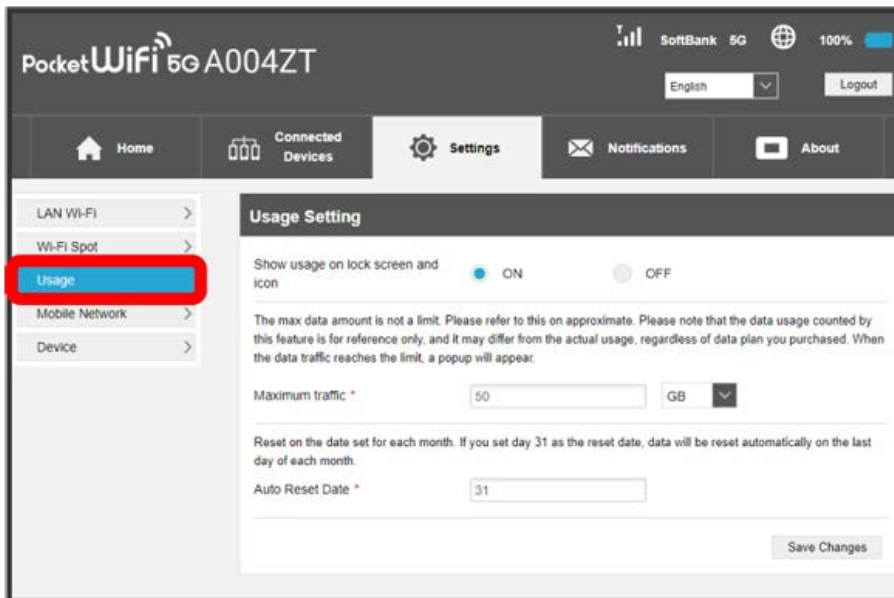 SoftBank 5G 100%
PocketWiFi 5G A004ZT
English Logout
Home Connected Devices Settings Notifications About
LAN Wi-Fi
Wi-Fi Spot
Usage
Mobile Network
Device
Usage Setting
Show usage on lock screen and
icon
ON OFF
The max data amount is not a limit. Please refer to this on approximate. Please note that the data usage counted by
this feature is for reference only, and it may differ from the actual usage, regardless of data plan you purchased. When
the data traffic reaches the limit, a popup will appear.
Maximum traffic * 50 GB
Reset on the date set for each month. If you set day 31 as the reset date, data will be reset automatically on the last
day of each month.
Auto Reset Date * 31
Save Changes